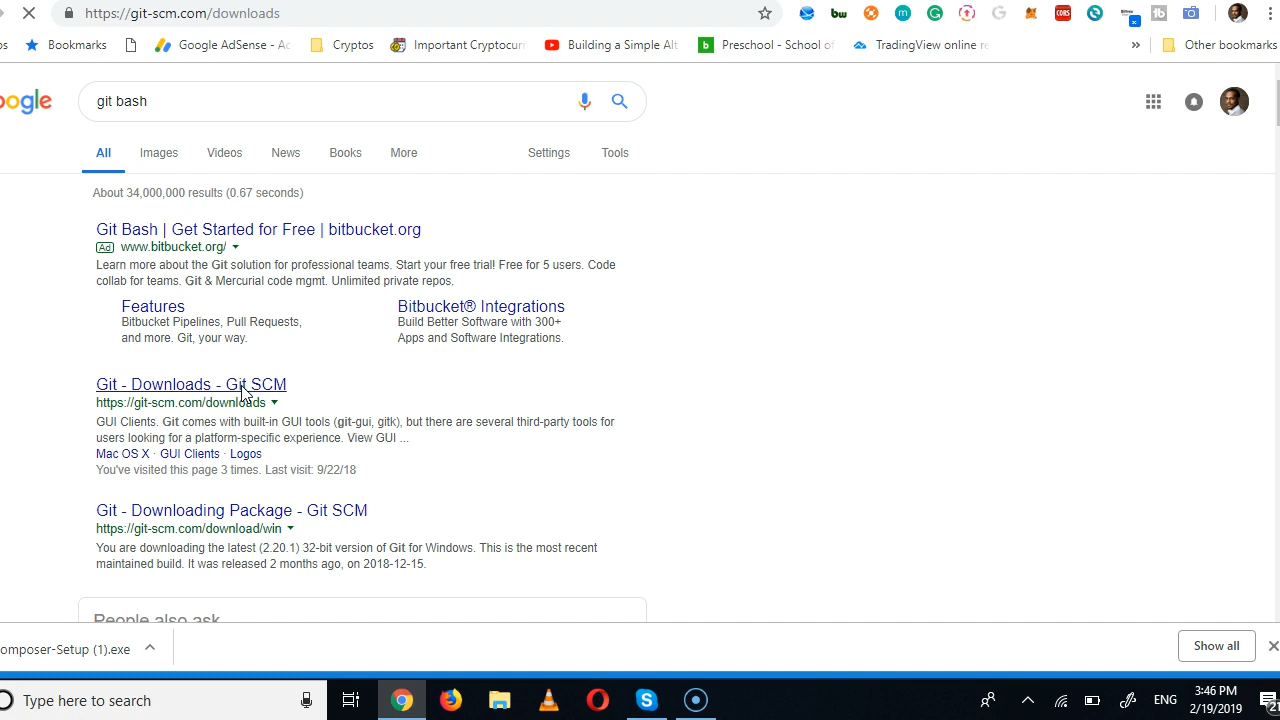 https://git-scm.com/downloads
Bookmarks
Google AdSense - Ac
Cryptos
Important Cryptocurr
Building a Simple Alt
Preschool - School of
TradingView online re
»
Other bookmarks
ogle
git bash
All
Images
Videos
News
Books
More
Settings
Tools
About 34,000,000 results (0.67 seconds)
Git Bash | Get Started for Free | bitbucket.org
Ad www.bitbucket.org/
Learn more about the Git solution for professional teams. Start your free trial! Free for 5 users. Code
collab for teams. Git & Mercurial code mgmt. Unlimited private repos.
Features
Bitbucket Pipelines, Pull Requests,
and more. Git, your way.
Bitbucket® Integrations
Build Better Software with 300+
Apps and Software Integrations.
Git - Downloads - Git SCM
https://git-scm.com/downloads
GUI Clients. Git comes with built-in GUI tools (git-gui, gitk), but there are several third-party tools for
users looking for a platform-specific experience. View GUI ...
Mac OS X · GUI Clients · Logos
You've visited this page 3 times. Last visit: 9/22/18
Git - Downloading Package - Git SCM
https://git-scm.com/download/win
You are downloading the latest (2.20.1) 32-bit version of Git for Windows. This is the most recent
maintained build. It was released 2 months ago, on 2018-12-15.
People also ask
omposer-Setup (1).exe
Show all
Type here to search
ENG
3:46 PM
2/19/2019